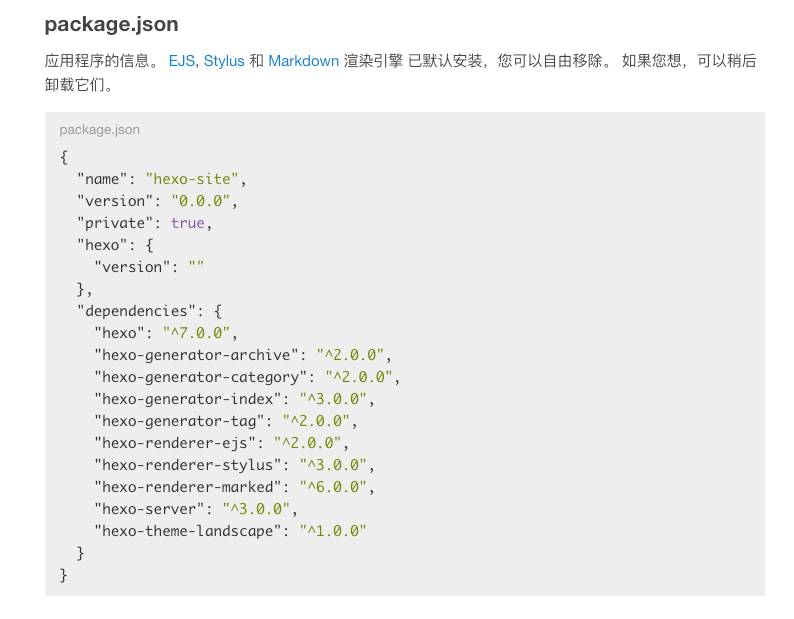 package.json
应用程序的信息。 EJS, Stylus 和 Markdown 渲染引擎 已默认安装，您可以自由移除。 如果您想，可以稍后
卸载它们。
package.json
{
  "name": "hexo-site",
  "version": "0.0.0",
  "private": true,
  "hexo": {
    "version": ""
  },
  "dependencies": {
    "hexo": "^7.0.0",
    "hexo-generator-archive": "^2.0.0",
    "hexo-generator-category": "^2.0.0",
    "hexo-generator-index": "^3.0.0",
    "hexo-generator-tag": "^2.0.0",
    "hexo-renderer-ejs": "^2.0.0",
    "hexo-renderer-stylus": "^3.0.0",
    "hexo-renderer-marked": "^6.0.0",
    "hexo-server": "^3.0.0",
    "hexo-theme-landscape": "^1.0.0"
  }
}